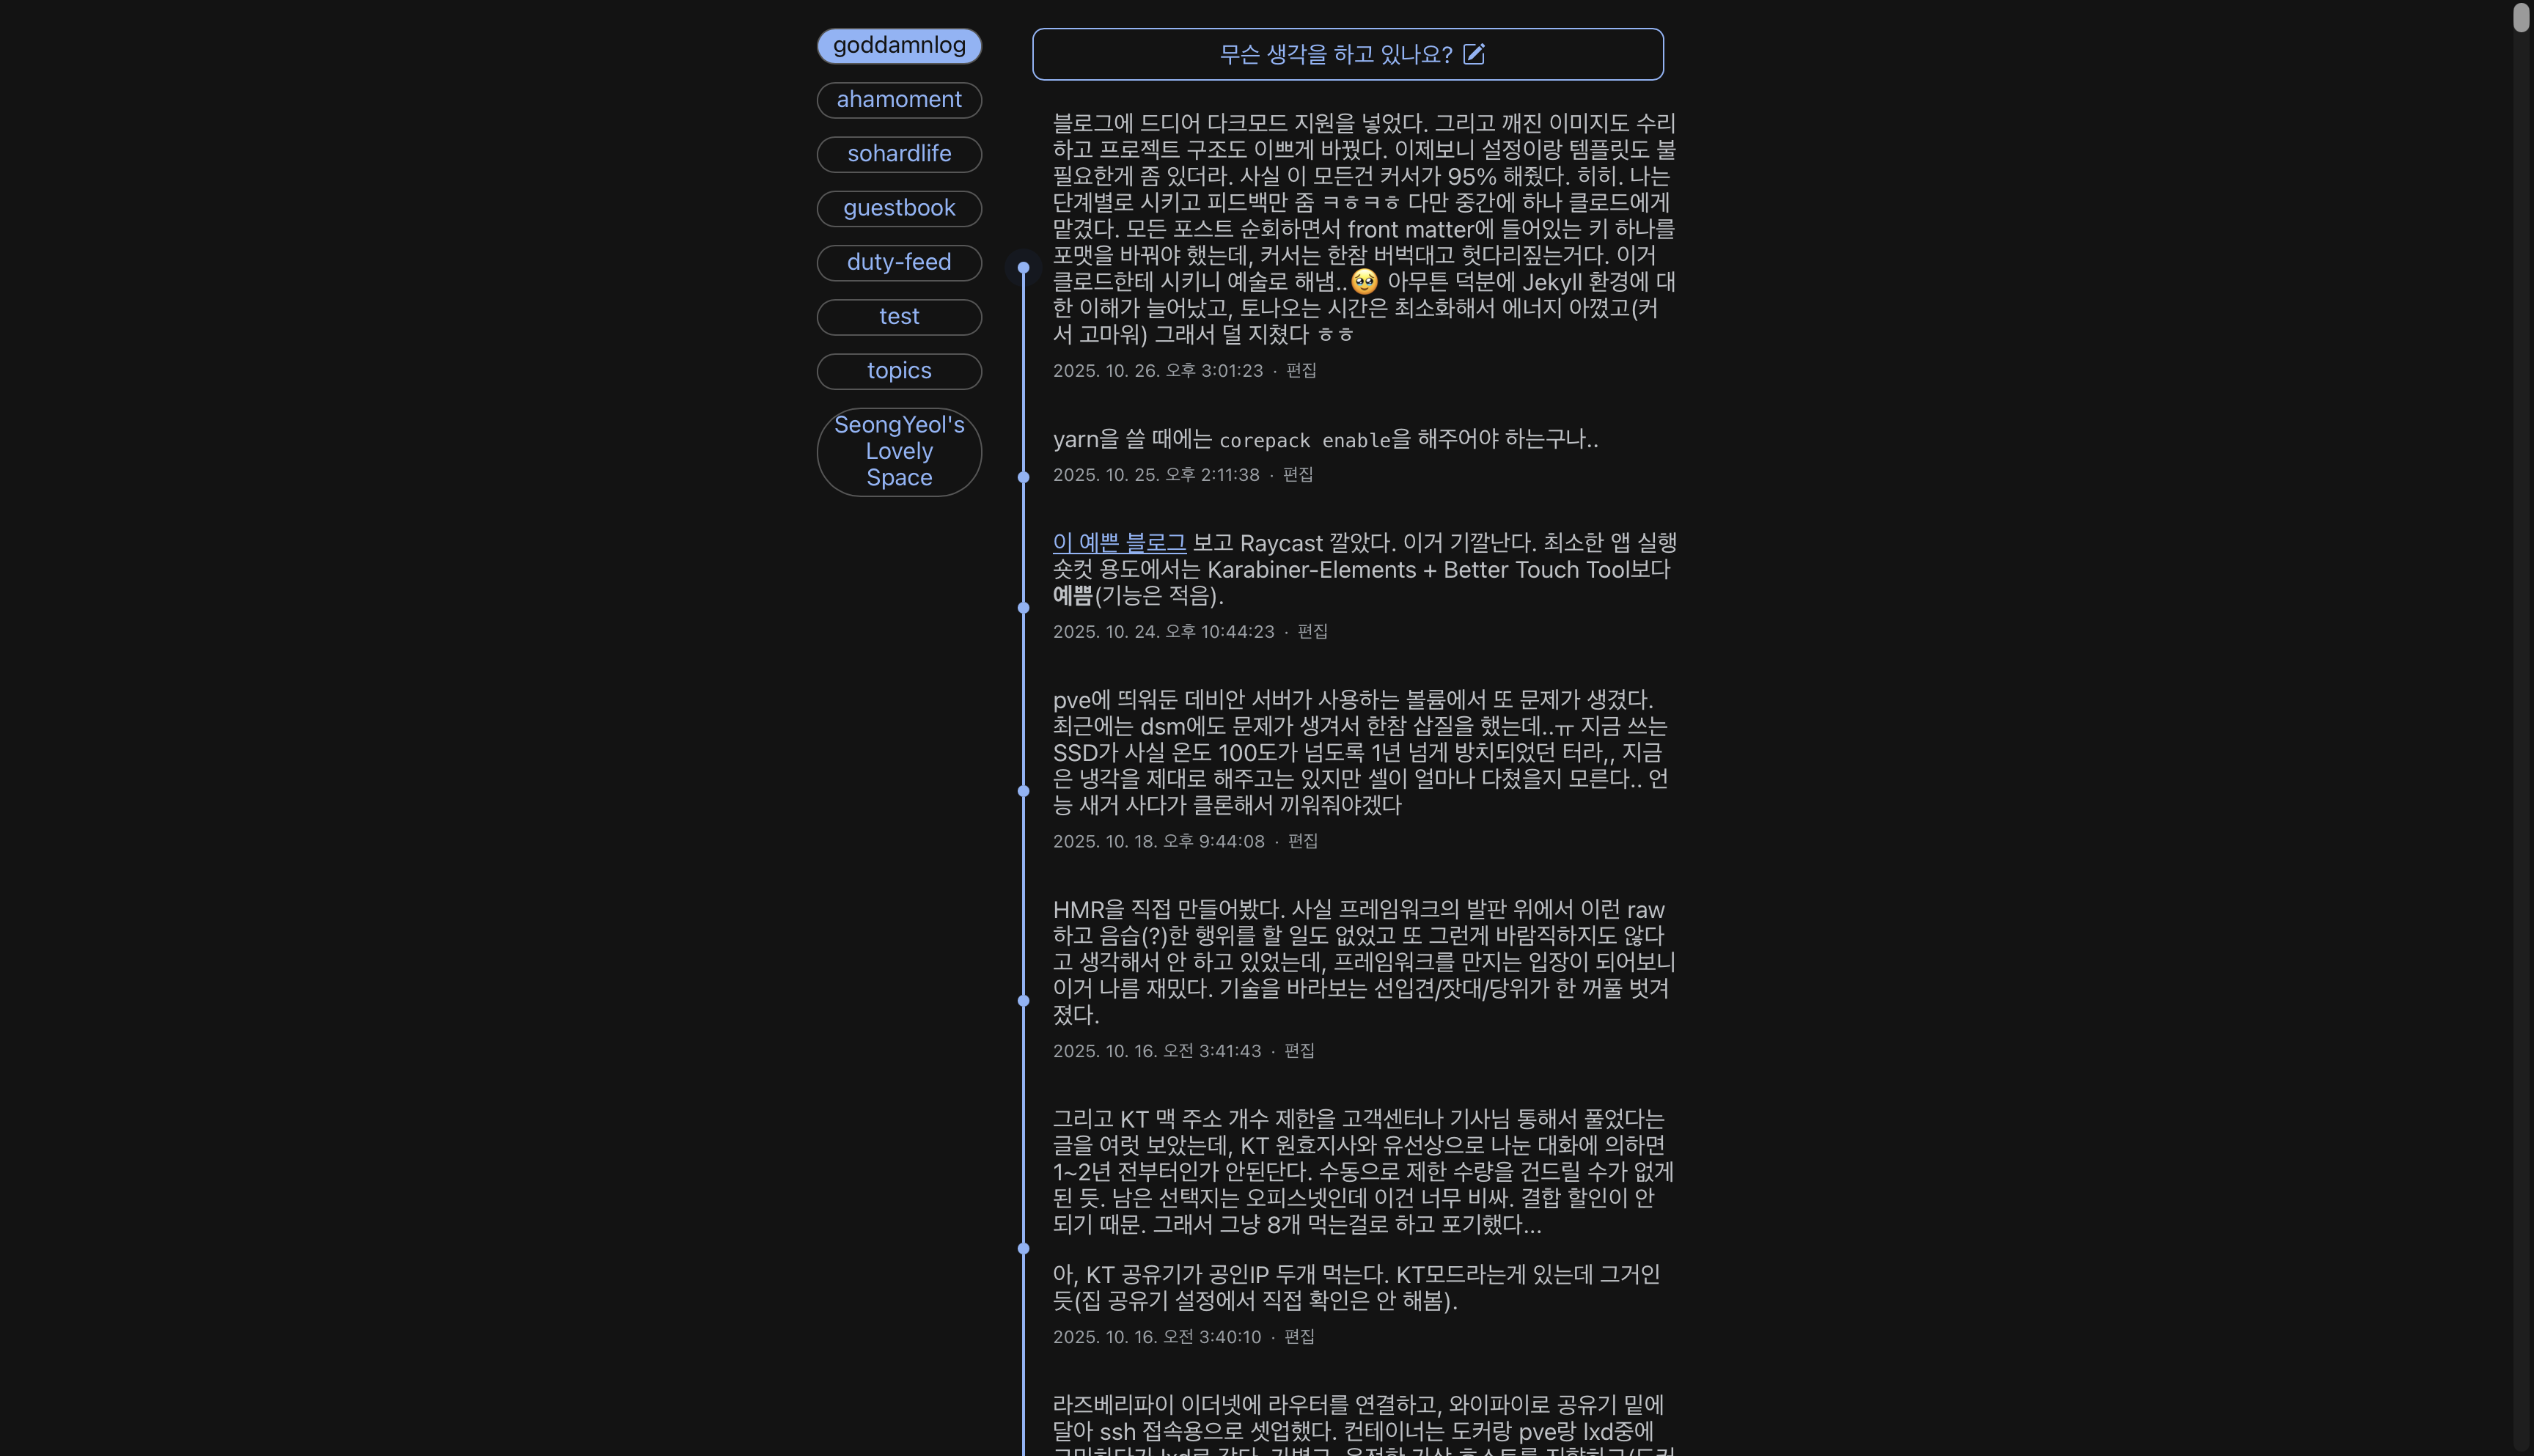 goddamnlog
ahamoment
sohardlife
guestbook
duty-feed
test
topics
SeongYeol's
Lovely
Space
무슨 생각을 하고 있나요?
블로그에 드디어 다크모드 지원을 넣었다. 그리고 깨진 이미지도 수리
하고 프로젝트 구조도 이쁘게 바꿨다. 이제보니 설정이랑 템플릿도 불
필요한게 좀 있더라. 사실 이 모든건 커서가 95% 해줬다. 히히. 나는
단계별로 시키고 피드백만 줌 ㅋㅎㅋㅎ 다만 중간에 하나 클로드에게
맡겼다. 모든 포스트 순회하면서 front matter에 들어있는 키 하나를
포맷을 바꿔야 했는데, 커서는 한참 버벅대고 헛다리짚는거다. 이거
클로드한테 시키니 예술로 해냄..🥹 아무튼 덕분에 Jekyll 환경에 대
한 이해가 늘어났고, 토나오는 시간은 최소화해서 에너지 아꼈고(커
서 고마워) 그래서 덜 지쳤다 ㅎㅎ
2025. 10. 26. 오후 3:01:23 · 편집
yarn을 쓸 때에는 corepack enable을 해주어야 하는구나..
2025. 10. 25. 오후 2:11:38 · 편집
이 예쁜 블로그 보고 Raycast 깔았다. 이거 기깔난다. 최소한 앱 실행
숏컷 용도에서는 Karabiner-Elements + Better Touch Tool보다
예쁨(기능은 적음).
2025. 10. 24. 오후 10:44:23 · 편집
pve에 띄워둔 데비안 서버가 사용하는 볼륨에서 또 문제가 생겼다.
최근에는 dsm에도 문제가 생겨서 한참 삽질을 했는데..ㅠ 지금 쓰는
SSD가 사실 온도 100도가 넘도록 1년 넘게 방치되었던 터라,, 지금
은 냉각을 제대로 해주고는 있지만 셀이 얼마나 다쳤을지 모른다.. 언
능 새거 사다가 클론해서 끼워줘야겠다
2025. 10. 18. 오후 9:44:08 · 편집
HMR을 직접 만들어봤다. 사실 프레임워크의 발판 위에서 이런 raw
하고 음습(?)한 행위를 할 일도 없었고 또 그런게 바람직하지도 않다
고 생각해서 안 하고 있었는데, 프레임워크를 만지는 입장이 되어보니
이거 나름 재밌다. 기술을 바라보는 선입견/잣대/당위가 한 꺼풀 벗겨
졌다.
2025. 10. 16. 오전 3:41:43 · 편집
그리고 KT 맥 주소 개수 제한을 고객센터나 기사님 통해서 풀었다는
글을 여럿 보았는데, KT 원효지사와 유선상으로 나눈 대화에 의하면
1~2년 전부터인가 안된단다. 수동으로 제한 수량을 건드릴 수가 없게
된 듯. 남은 선택지는 오피스넷인데 이건 너무 비싸. 결합 할인이 안
되기 때문. 그래서 그냥 8개 먹는걸로 하고 포기했다...
아, KT 공유기가 공인IP 두개 먹는다. KT모드라는게 있는데 그거인
듯(집 공유기 설정에서 직접 확인은 안 해봄).
2025. 10. 16. 오전 3:40:10 · 편집
라즈베리파이 이더넷에 라우터를 연결하고, 와이파이로 공유기 밑에
달아 ssh 접속용으로 셋업했다. 컨테이너는 도커랑 pve랑 lxd중에